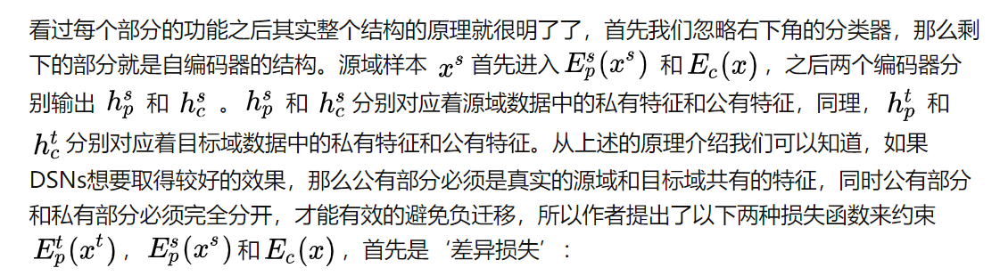 看过每个部分的功能之后其实整个结构的原理就很明了了，首先我们忽略右下角的分类器，那么剩
下的部分就是自编码器的结构。源域样本 $x^s$ 首先进入 $E_p^s(x^s)$ 和 $E_c(x)$ ，之后两个编码器分
别输出 $h_p^s$ 和 $h_c^s$ 。 $h_p^s$ 和 $h_c^s$ 分别对应着源域数据中的私有特征和公有特征，同理， $h_p^t$ 和
$h_c^t$ 分别对应着目标域数据中的私有特征和公有特征。从上述的原理介绍我们可以知道，如果
DSNs想要取得较好的效果，那么公有部分必须是真实的源域和目标域共有的特征，同时公有部分
和私有部分必须完全分开，才能有效的避免负迁移，所以作者提出了以下两种损失函数来约束
$E_p^t(x^t)$ ， $E_p^s(x^s)$ 和 $E_c(x)$ ，首先是‘差异损失’：